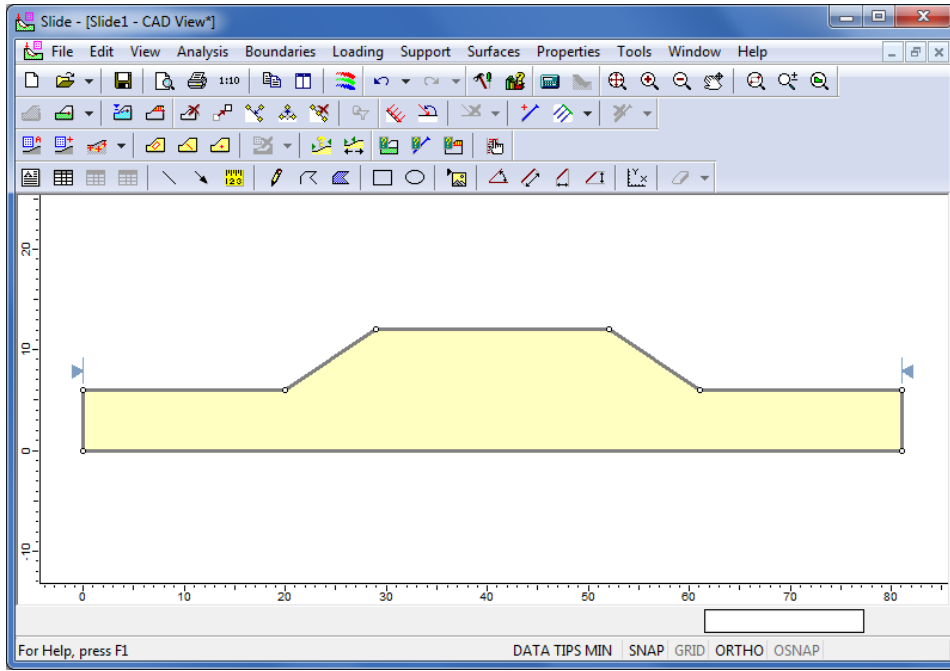 Slide - [Slide1 - CAD View*]
File Edit View Analysis Boundaries Loading Support Surfaces Properties Tools Window Help
1:10
123
20
10
0
-10
0 10 20 30 40 50 60 70 80
For Help, press F1 DATA TIPS MIN SNAP GRID ORTHO OSNAP